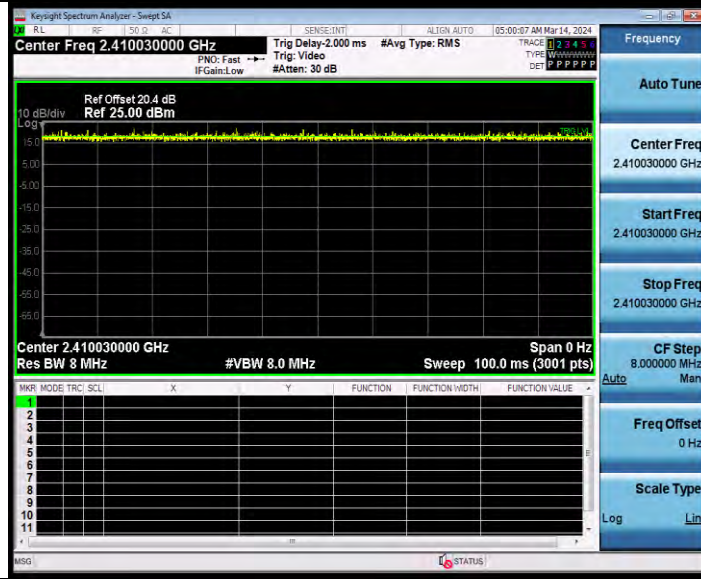 Keysight Spectrum Analyzer - Swept SA
RL RF 50 Ω AC SENSE:INT ALIGN AUTO 05:00:07 AM Mar 14, 2024
Center Freq 2.410030000 GHz
PNO: Fast
IFGain:Low
Trig Delay-2.000 ms
Trig: Video
#Atten: 30 dB
#Avg Type: RMS
TRACE 1 2 3 4 5 6
TYPE WWWWWW
DET P P P P P P
Ref Offset 20.4 dB
10 dB/div Ref 25.00 dBm
Log
TRIG LVL
15.0
5.00
-5.00
-15.0
-25.0
-35.0
-45.0
-55.0
-65.0
Center 2.410030000 GHz Span 0 Hz
Res BW 8 MHz #VBW 8.0 MHz Sweep 100.0 ms (3001 pts)
MKR MODE TRC SCL X Y FUNCTION FUNCTION WIDTH FUNCTION VALUE
1
2
3
4
5
6
7
8
9
10
11
MSG STATUS
Frequency
Auto Tune
Center Freq
2.410030000 GHz
Start Freq
2.410030000 GHz
Stop Freq
2.410030000 GHz
CF Step
8.000000 MHz
Auto Man
Freq Offset
0 Hz
Scale Type
Log Lin